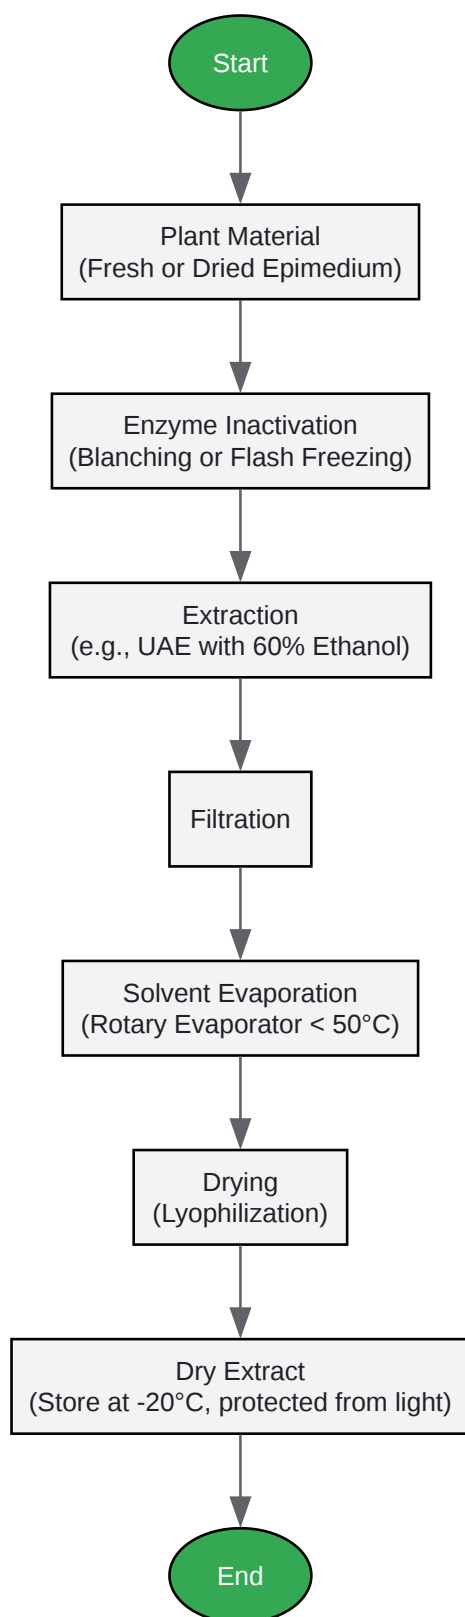 Start
Plant Material
(Fresh or Dried Epimedium)
Enzyme Inactivation
(Blanching or Flash Freezing)
Extraction
(e.g., UAE with 60% Ethanol)
Filtration
Solvent Evaporation
(Rotary Evaporator < 50°C)
Drying
(Lyophilization)
Dry Extract
(Store at -20°C, protected from light)
End